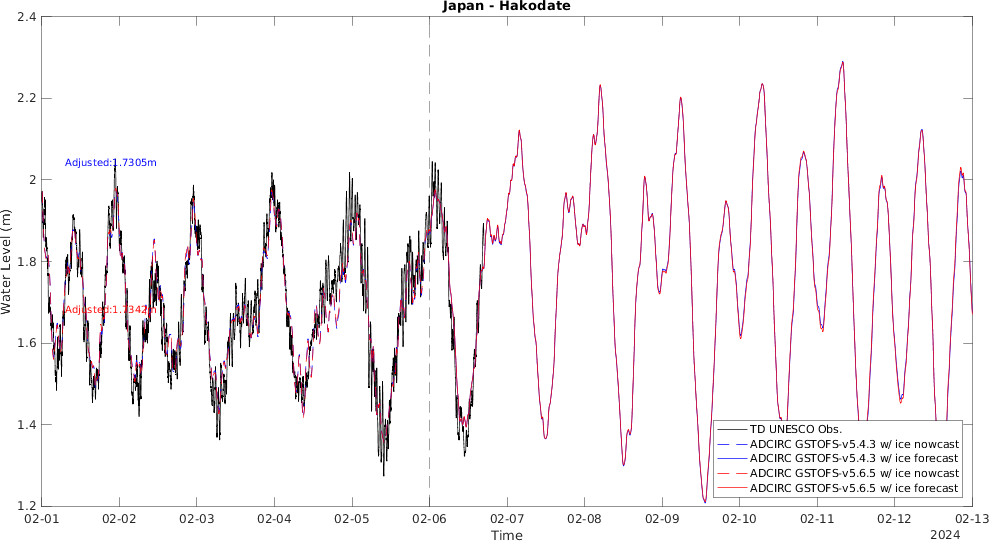 Japan - Hakodate
2.4
2.2
2
1.8
1.6
1.4
1.2
Water Level (m)
Adjusted:1.7305m
Adjusted:1.7342m
TD UNESCO Obs.
ADCIRC GSTOFS-v5.4.3 w/ ice nowcast
ADCIRC GSTOFS-v5.4.3 w/ ice forecast
ADCIRC GSTOFS-v5.6.5 w/ ice nowcast
ADCIRC GSTOFS-v5.6.5 w/ ice forecast
02-01 02-02 02-03 02-04 02-05 02-06 02-07 02-08 02-09 02-10 02-11 02-12 02-13
Time
2024